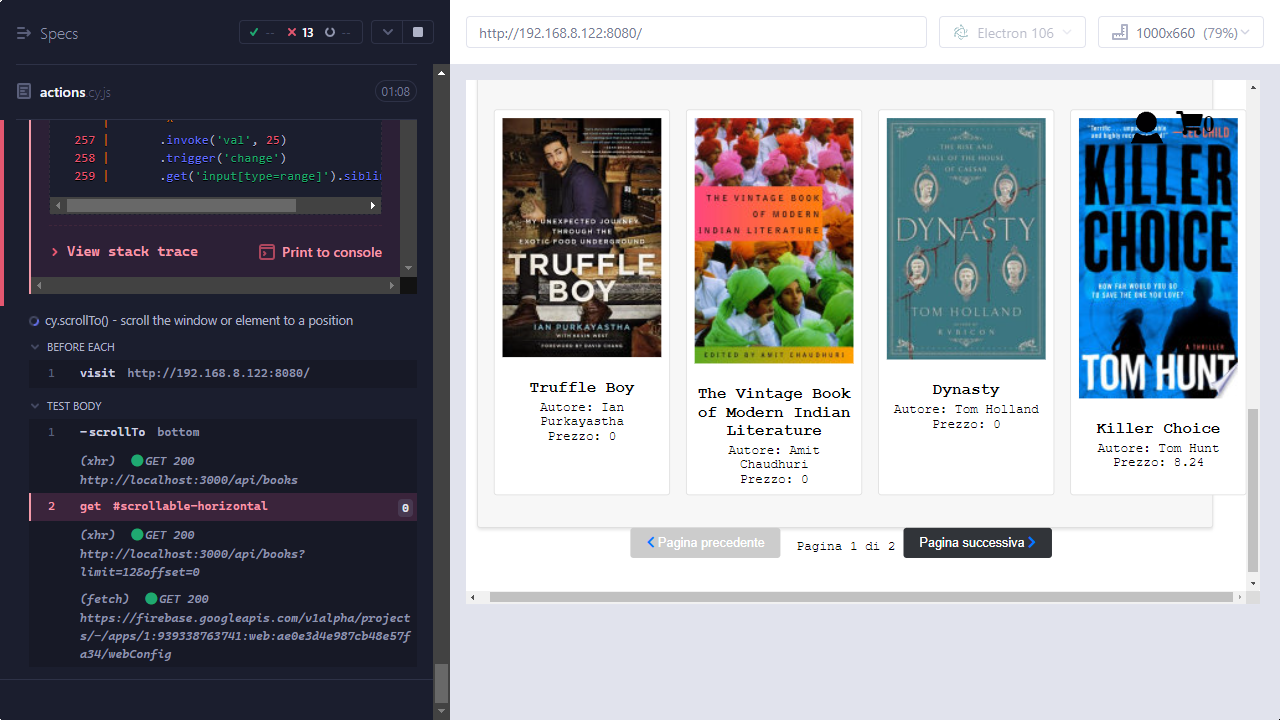 Specs
--
13
--
actions cy.js
01:08
257 | .invoke('val', 25)
258 | .trigger('change')
259 | .get('input[type=range]').siblin
View stack trace
Print to console
cy.scrollTo() - scroll the window or element to a position
BEFORE EACH
1 visit http://192.168.8.122:8080/
TEST BODY
1 -scrollTo bottom
(xhr) GET 200
http://localhost:3000/api/books
2 get #scrollable-horizontal 0
(xhr) GET 200
http://localhost:3000/api/books?
limit=12&offset=0
(fetch) GET 200
https://firebase.googleapis.com/v1alpha/project
s/-/apps/1:939338763741:web:ae0e3d4e987cb48e57f
a34/webConfig
http://192.168.8.122:8080/
Electron 106
1000x660 (79%)
0
MY UNEXPECTED JOURNEY
THROUGH THE
EXOTIC FOOD UNDERGROUND
TRUFFLE
BOY
IAN PURKAYASTHA
WITH KEVIN WEST
FOREWORD BY DAVID CHANG
Truffle Boy
Autore: Ian
Purkayastha
Prezzo: 0
THE VINTAGE BOOK
OF MODERN
INDIAN LITERATURE
EDITED BY AMIT CHAUDHURI
The Vintage Book
of Modern Indian
Literature
Autore: Amit
Chaudhuri
Prezzo: 0
THE RISE AND
FALL OF THE HOUSE
OF CAESAR
DYNASTY
TOM HOLLAND
AUTHOR OF
RUBICON
Dynasty
Autore: Tom Holland
Prezzo: 0
CHILD
KILLER
CHOICE
HOW FAR WOULD YOU GO
TO SAVE THE ONE YOU LOVE?
A THRILLER
TOM HUNT
Killer Choice
Autore: Tom Hunt
Prezzo: 8.24
Pagina precedente
Pagina 1 di 2
Pagina successiva